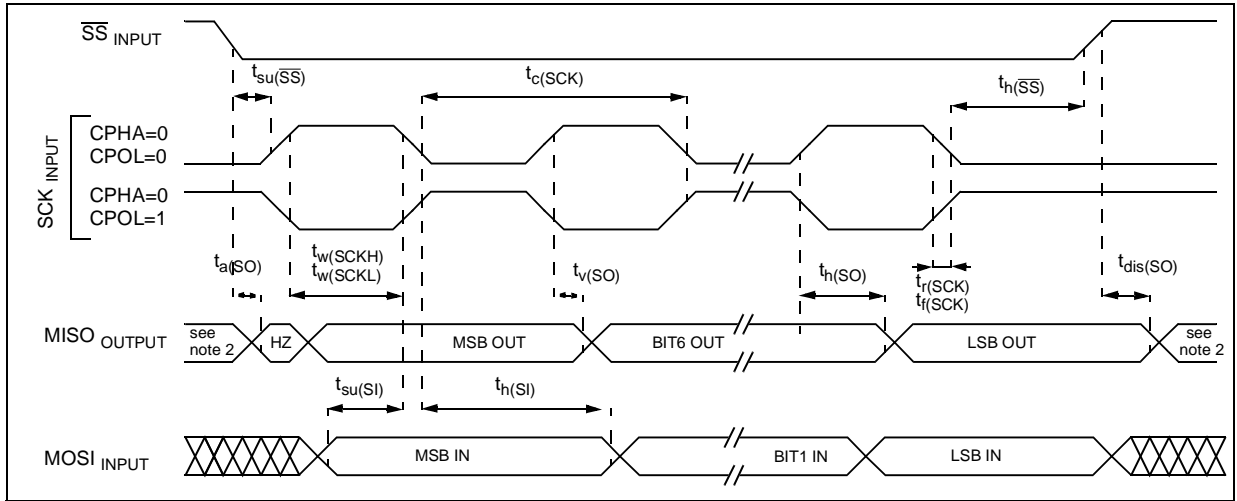 SS INPUT
tsu(SS)
tc(SCK)
th(SS)
SCK INPUT
CPHA=0
CPOL=0
CPHA=0
CPOL=1
ta(SO)
tw(SCKH)
tw(SCKL)
tv(SO)
th(SO)
tr(SCK)
tf(SCK)
tdis(SO)
MISO OUTPUT
see
note 2
HZ
MSB OUT
BIT6 OUT
LSB OUT
see
note 2
tsu(SI)
th(SI)
MOSI INPUT
MSB IN
BIT1 IN
LSB IN